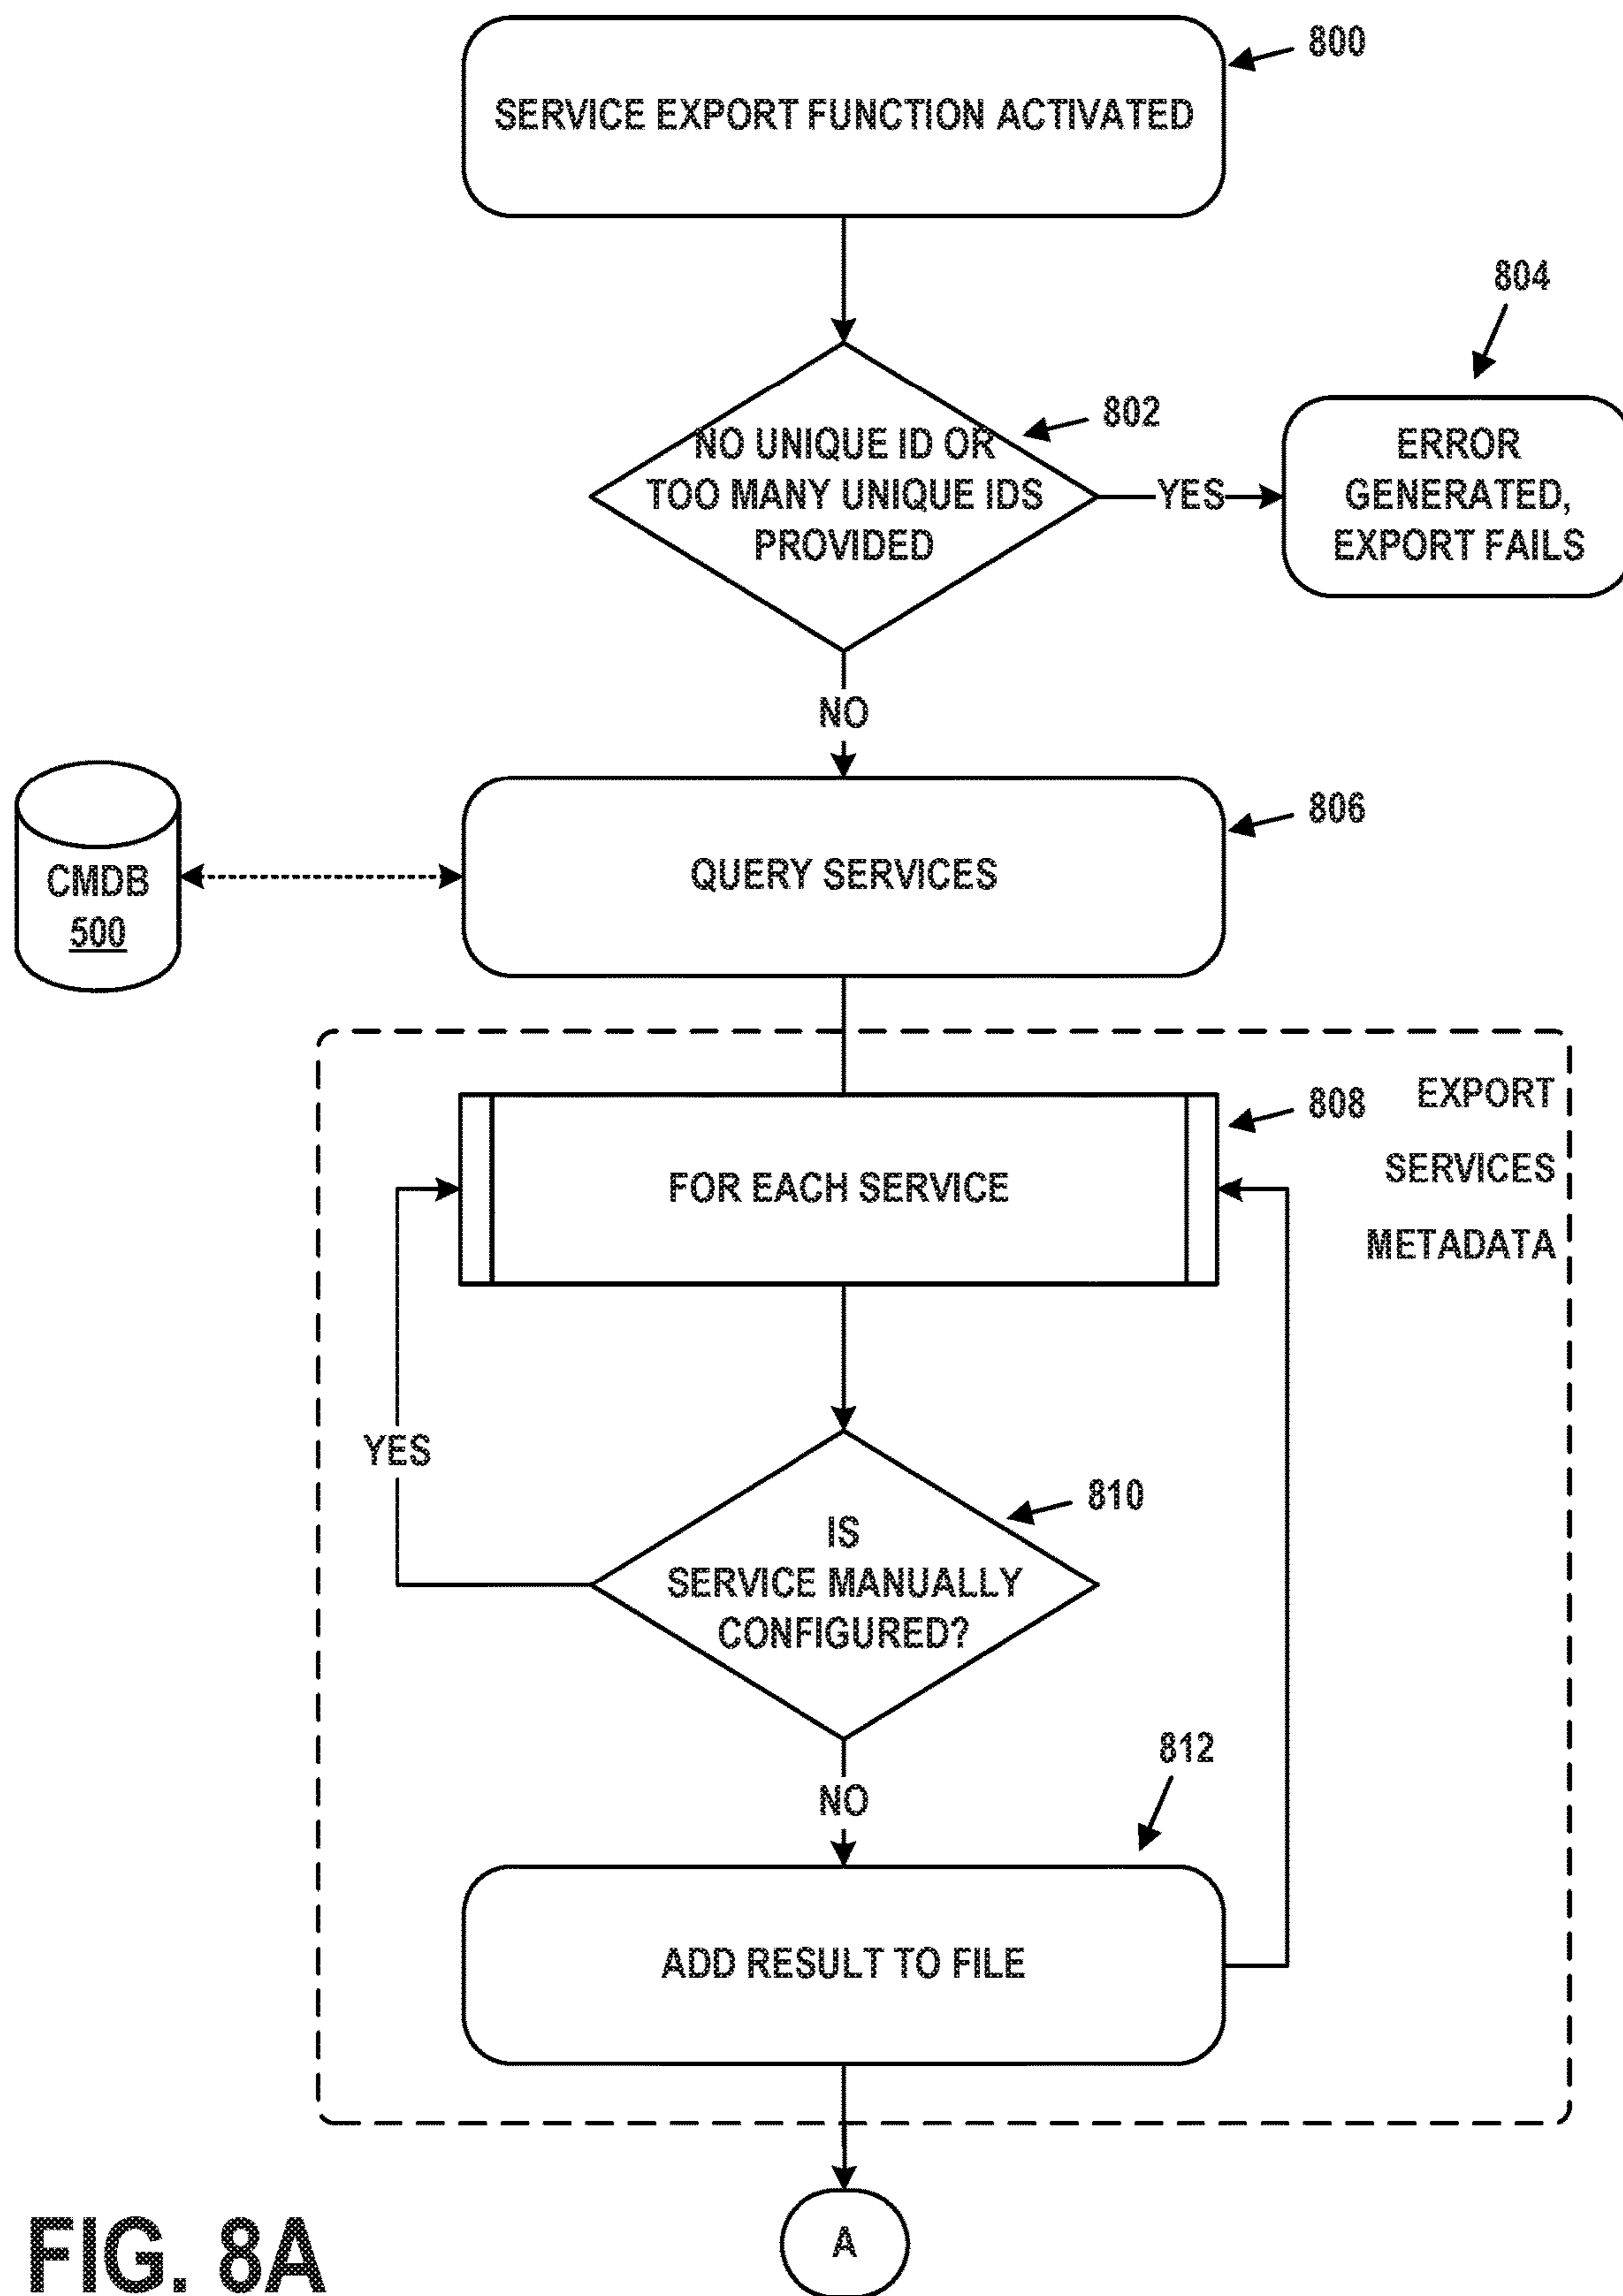 800
SERVICE EXPORT FUNCTION ACTIVATED
804
802
NO UNIQUE ID OR
TOO MANY UNIQUE IDS
PROVIDED
YES
ERROR
GENERATED,
EXPORT FAILS
NO
806
CMDB
500
QUERY SERVICES
808
EXPORT
SERVICES
METADATA
FOR EACH SERVICE
YES
810
IS
SERVICE MANUALLY
CONFIGURED?
812
NO
ADD RESULT TO FILE
A
FIG. 8A